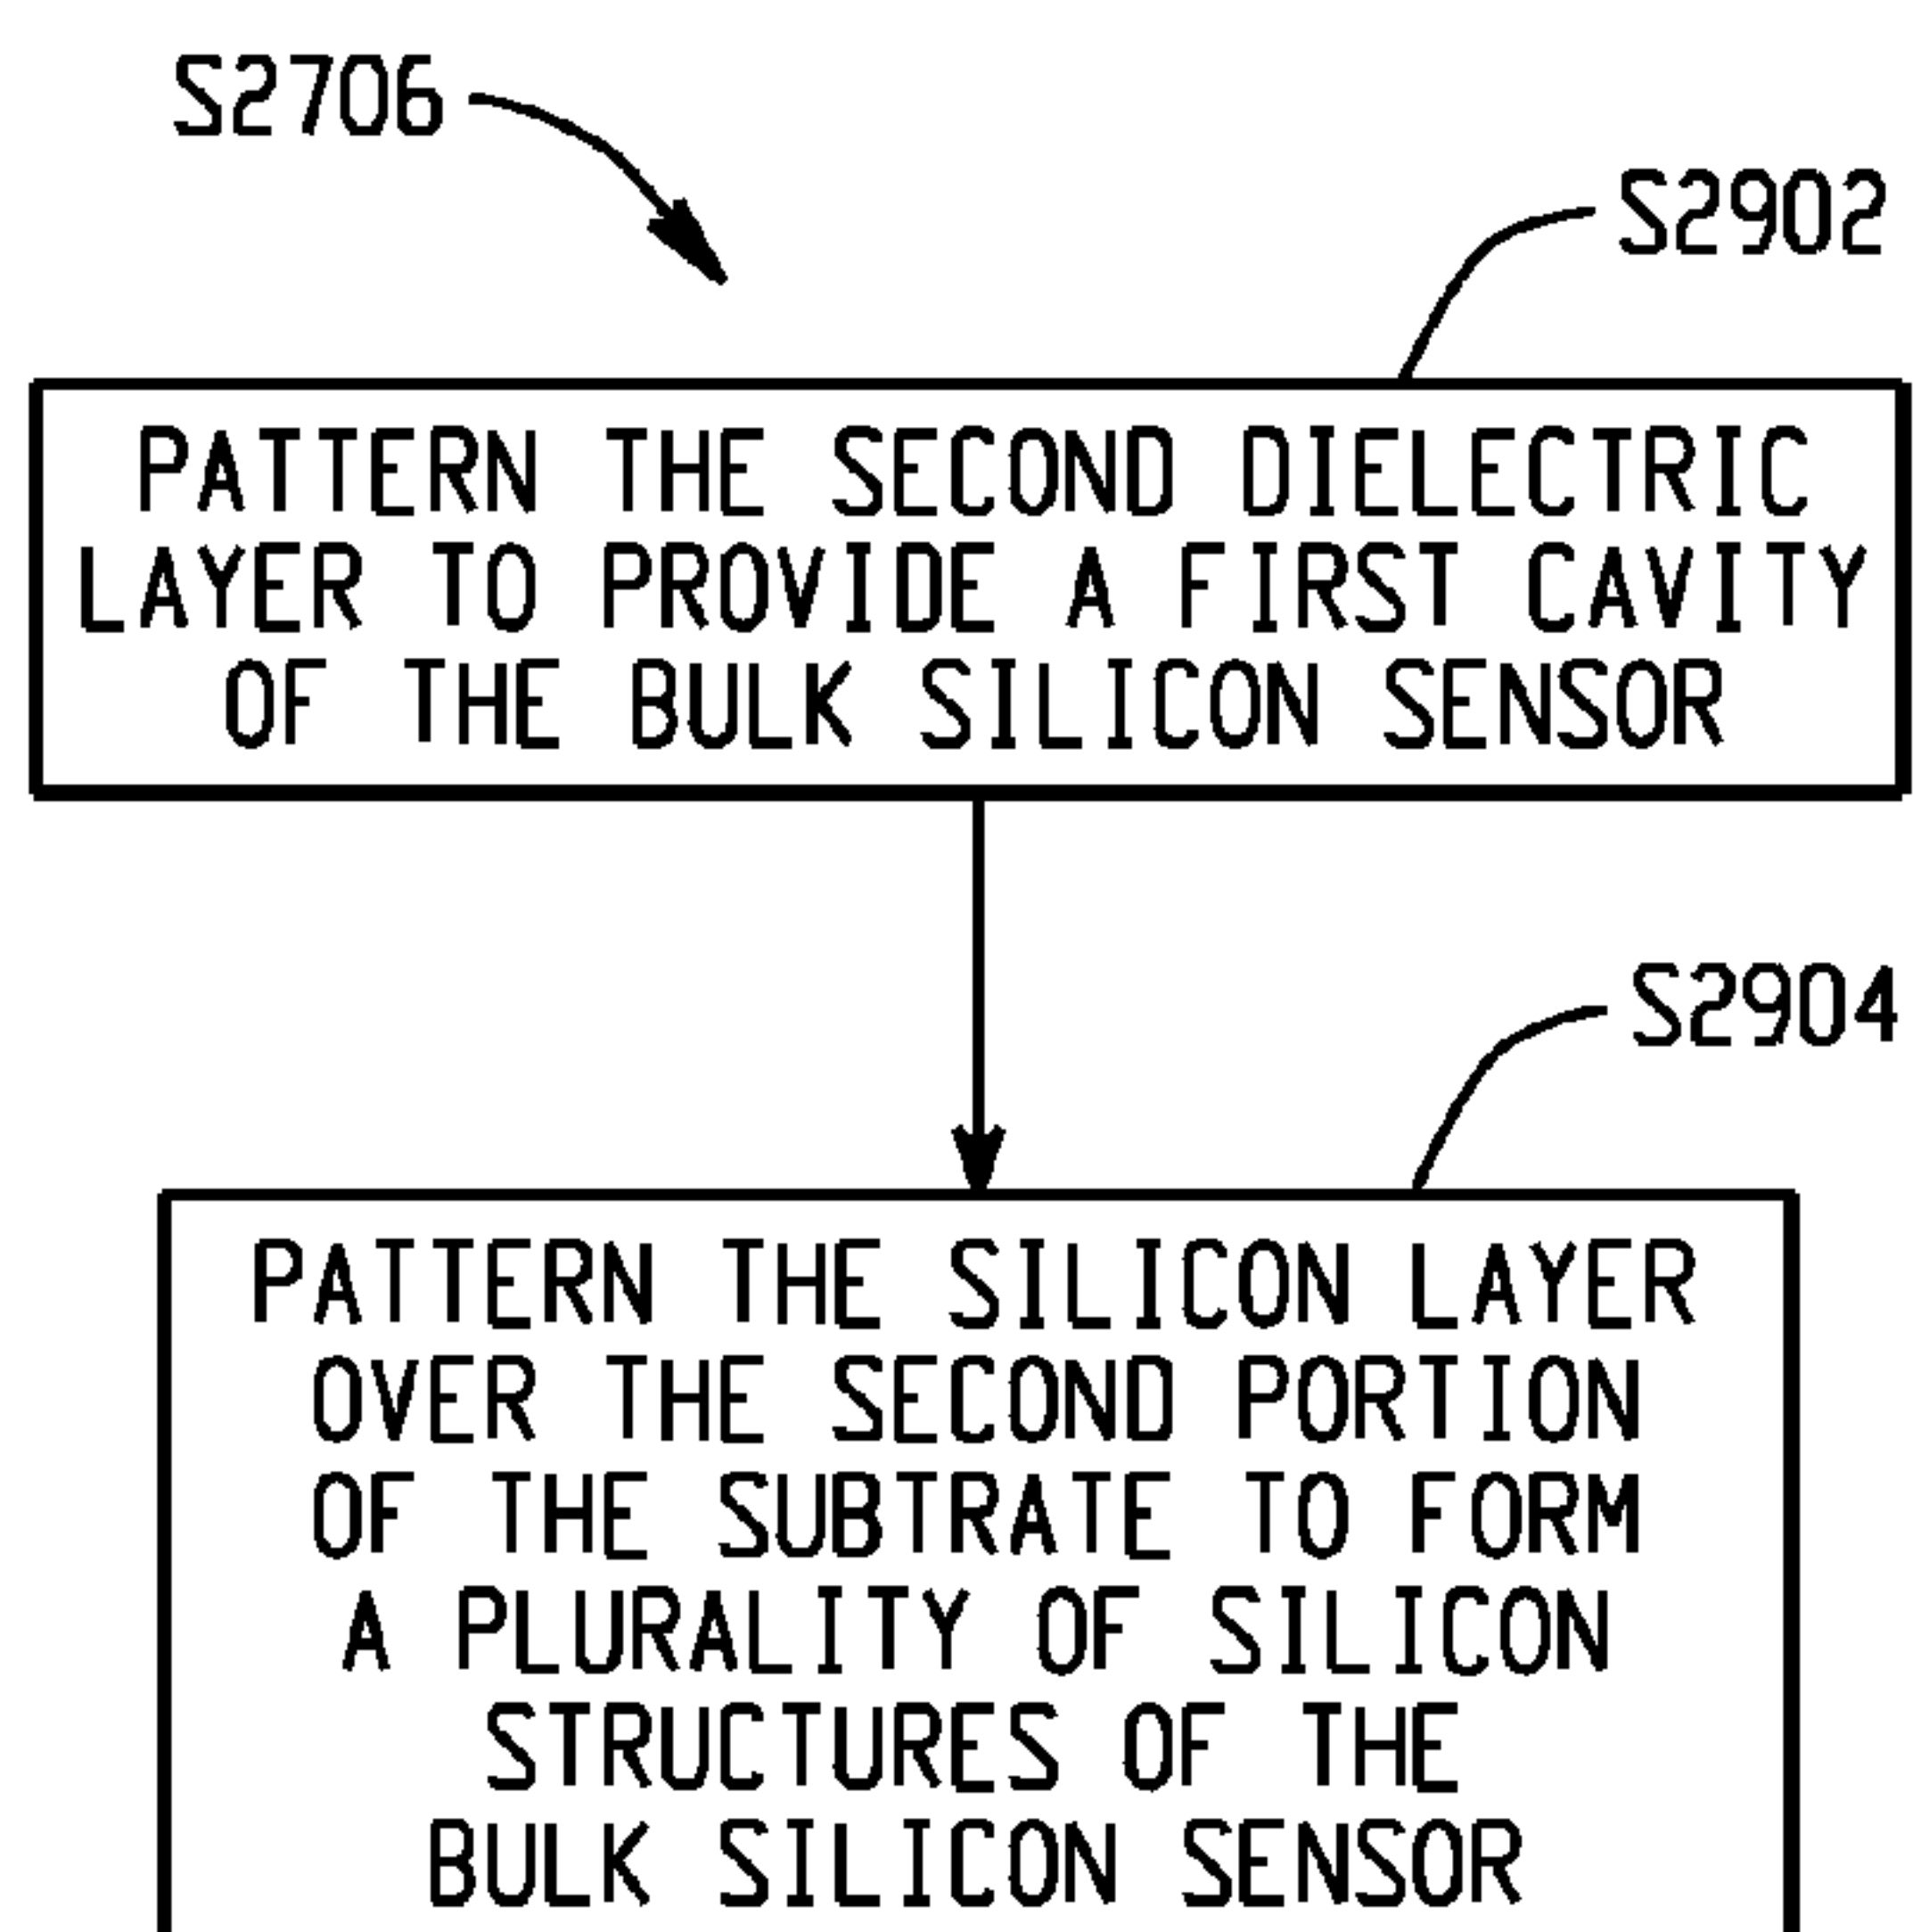 S2706
S2902
PATTERN THE SECOND DIELECTRIC
LAYER TO PROVIDE A FIRST CAVITY
OF THE BULK SILICON SENSOR
S2904
PATTERN THE SILICON LAYER
OVER THE SECOND PORTION
OF THE SUBTRATE TO FORM
A PLURALITY OF SILICON
STRUCTURES OF THE
BULK SILICON SENSOR